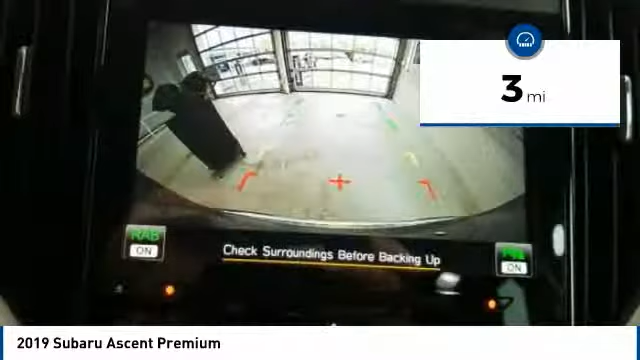 3 mi
RAB
ON
Check Surroundings Before Backing Up
ON
2019 Subaru Ascent Premium